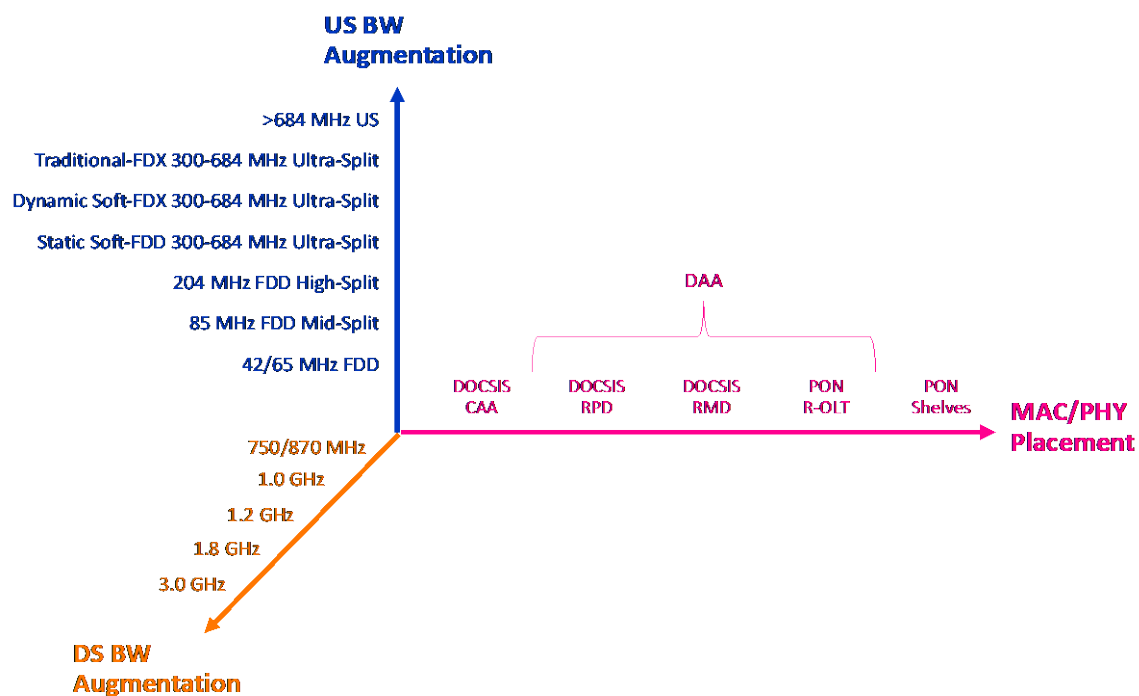 US BW
Augmentation
>684 MHz US
Traditional-FDX 300-684 MHz Ultra-Split
Dynamic Soft-FDX 300-684 MHz Ultra-Split
Static Soft-FDD 300-684 MHz Ultra-Split
204 MHz FDD High-Split
85 MHz FDD Mid-Split
42/65 MHz FDD
DAA
DOCSIS
CAA
DOCSIS
RPD
DOCSIS
RMD
PON
R-OLT
PON
Shelves
MAC/PHY
Placement
750/870 MHz
1.0 GHz
1.2 GHz
1.8 GHz
3.0 GHz
DS BW
Augmentation